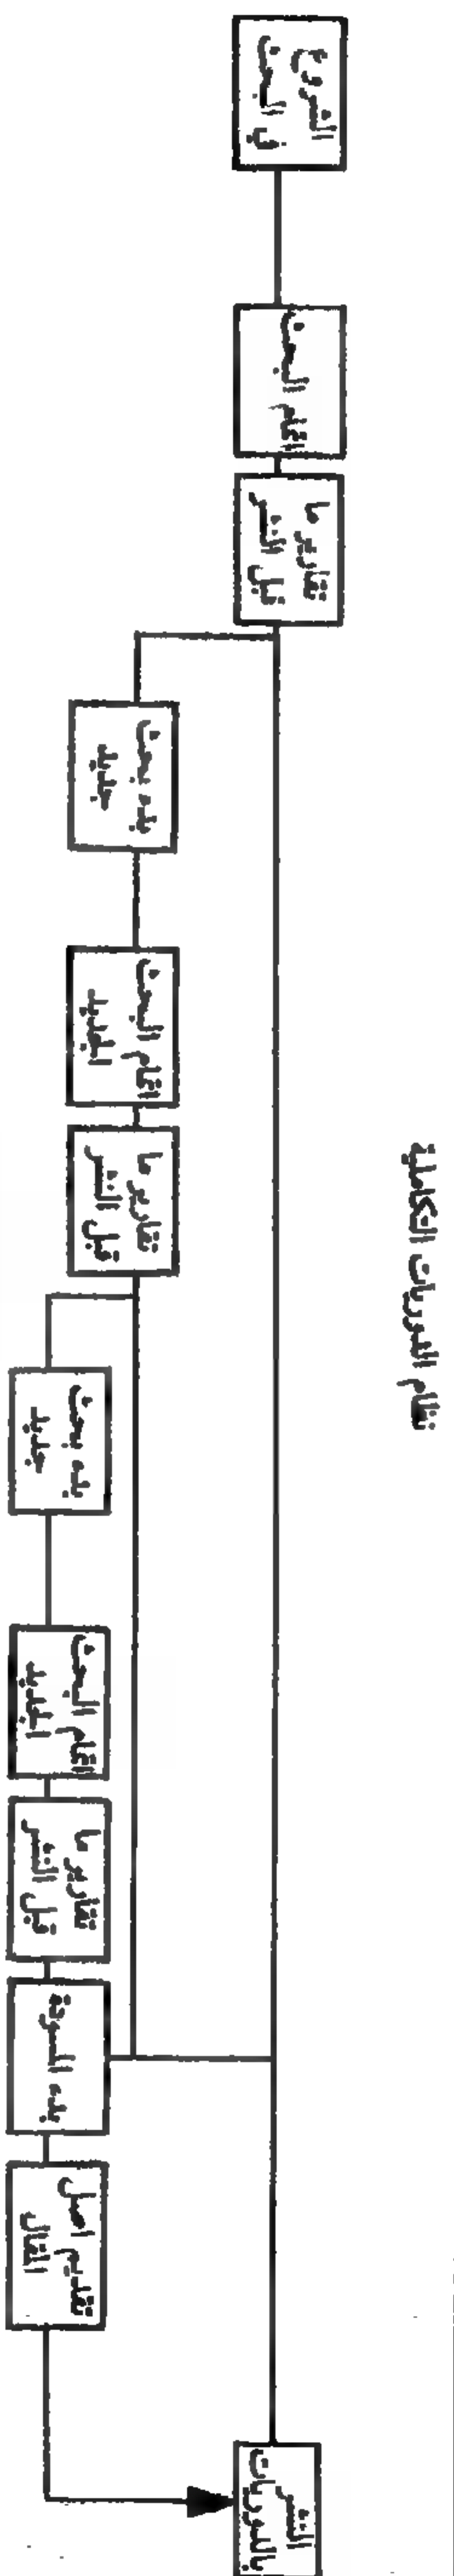 نظام الدوريات التكاملية
الشروع
في البحث
اتمام البحث
تقارير ما
قبل النشر
بدء بحث
جديد
اتمام البحث
الجديد
تقارير ما
قبل النشر
بدء بحث
جديد
اتمام البحث
الجديد
تقارير ما
قبل النشر
بدء المسودة
تقديم اصل
المقال
النشر
بالدوريات